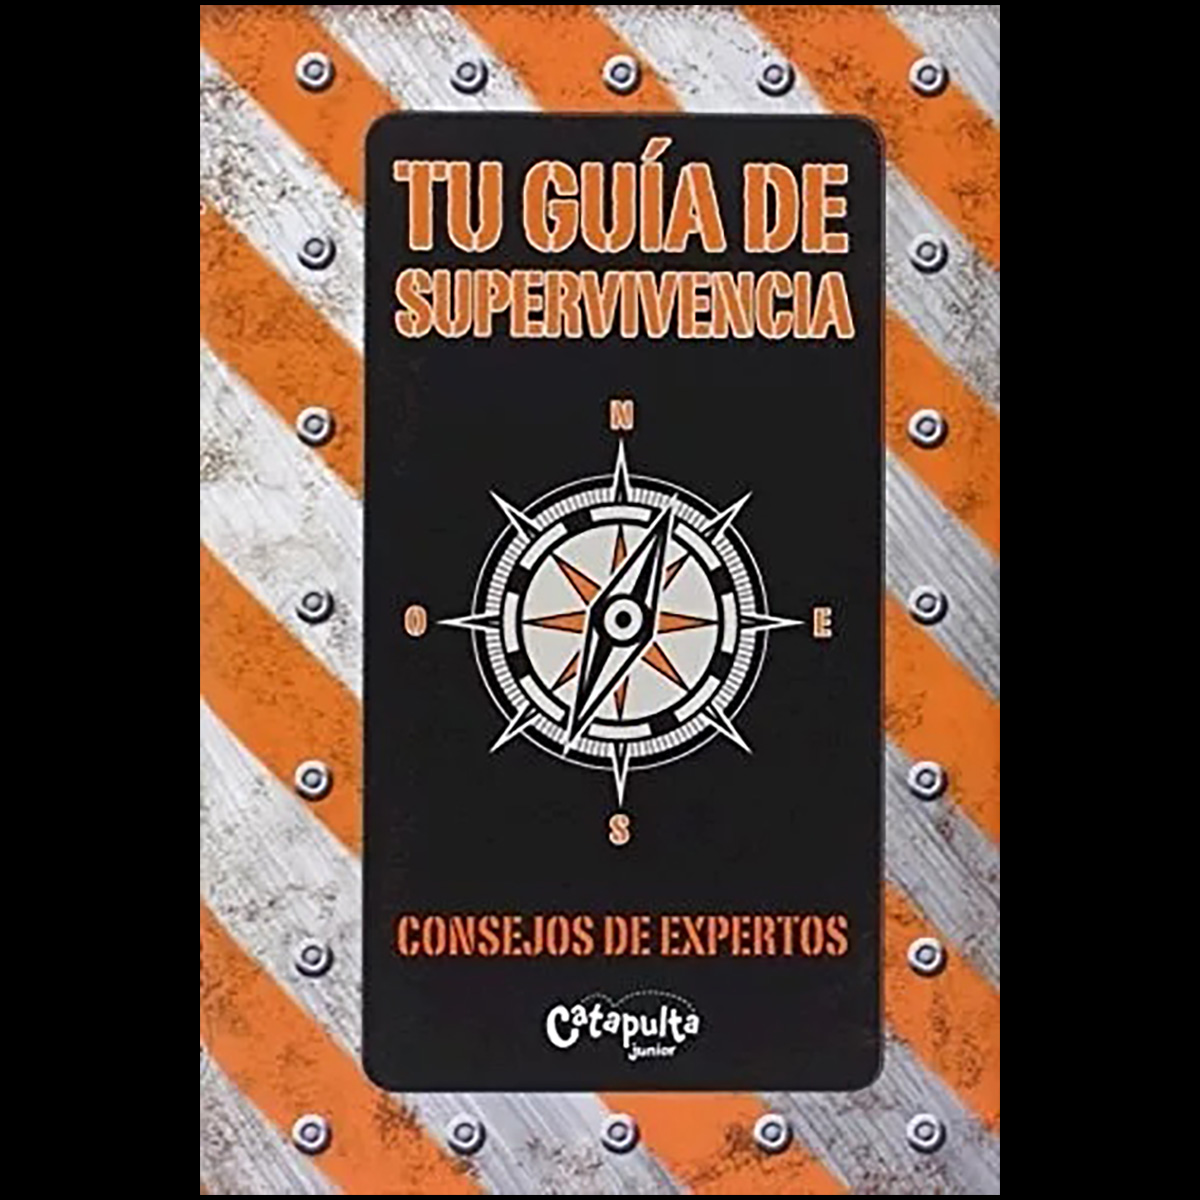 TU GUÍA DE
SUPERVIVENCIA
N
O
E
S
CONSEJOS DE EXPERTOS
Catapulta
junior